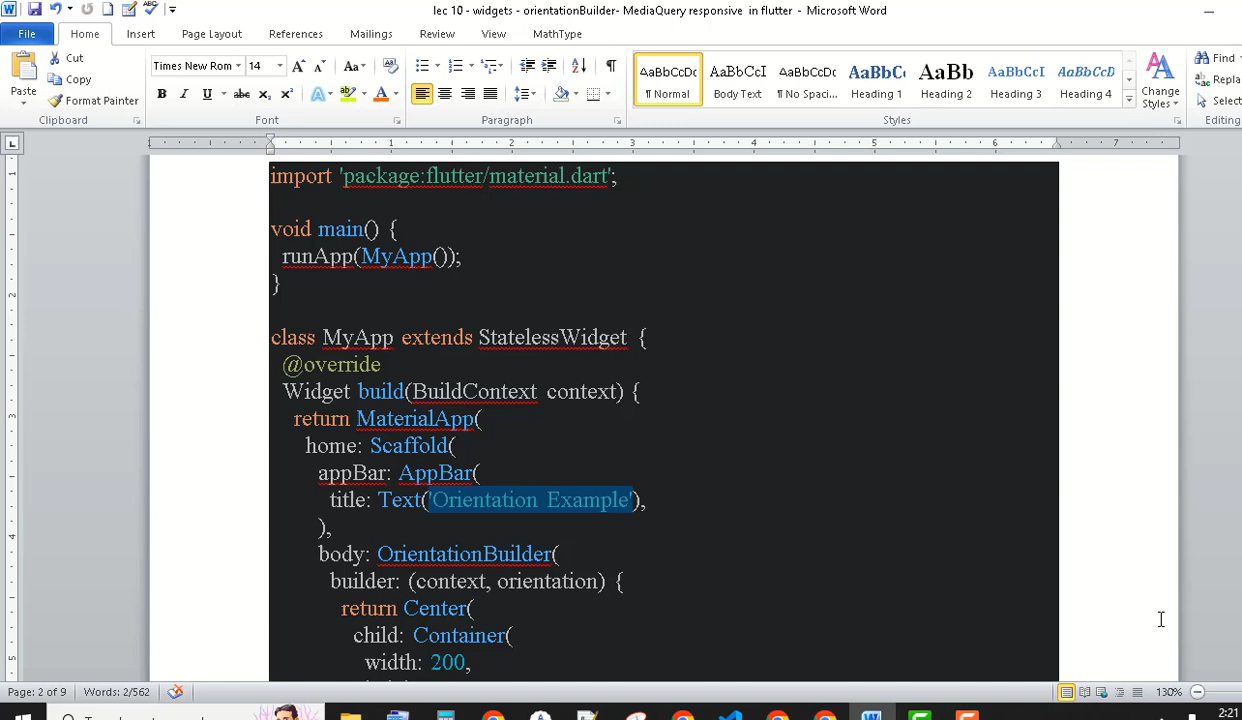 lec 10 - widgets - orientationBuilder- MediaQuery responsive in flutter - Microsoft Word
File Home Insert Page Layout References Mailings Review View MathType
Paste
Cut
Copy
Format Painter
Clipboard
Times New Rom 14
Font
Paragraph
AaBbCcDc AaBbCcI AaBbCcDc AaBbC AaBb AaBbCcI AaBbCcD
¶ Normal Body Text ¶ No Spaci... Heading 1 Heading 2 Heading 3 Heading 4
Styles
Change Styles
Find
Repla
Select
Editing
import 'package:flutter/material.dart';
void main() {
runApp(MyApp());
}
class MyApp extends StatelessWidget {
@override
Widget build(BuildContext context) {
return MaterialApp(
home: Scaffold(
appBar: AppBar(
title: Text('Orientation Example'),
),
body: OrientationBuilder(
builder: (context, orientation) {
return Center(
child: Container(
width: 200,
Page: 2 of 9 Words: 2/562 130%
2:21